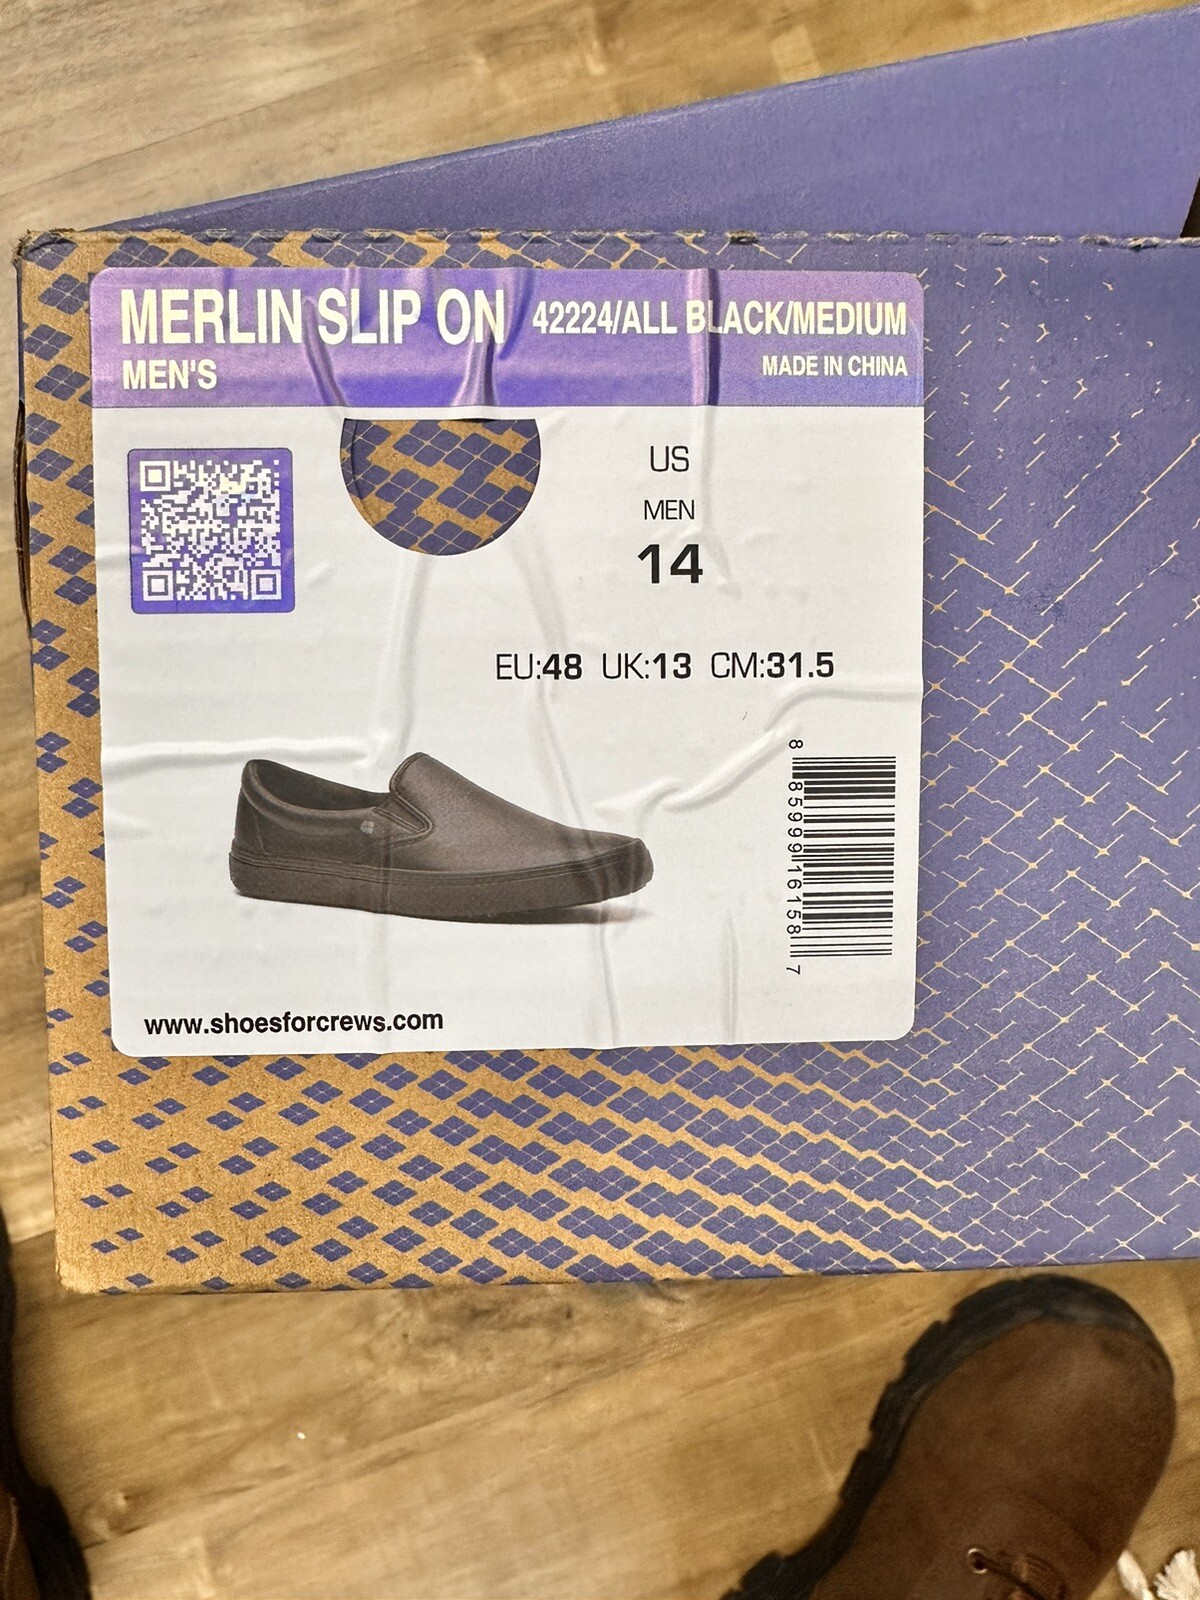 MERLIN SLIP ON 42224/ALL BLACK/MEDIUM
MEN'S MADE IN CHINA
US
MEN
14
EU:48 UK:13 CM:31.5
8 85999 16158 7
www.shoesforcrews.com